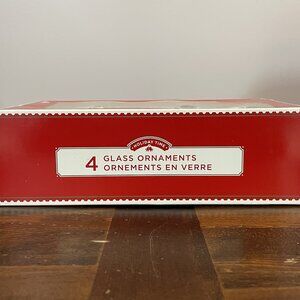 HOLIDAY TIME
4 GLASS ORNAMENTS
ORNEMENTS EN VERRE